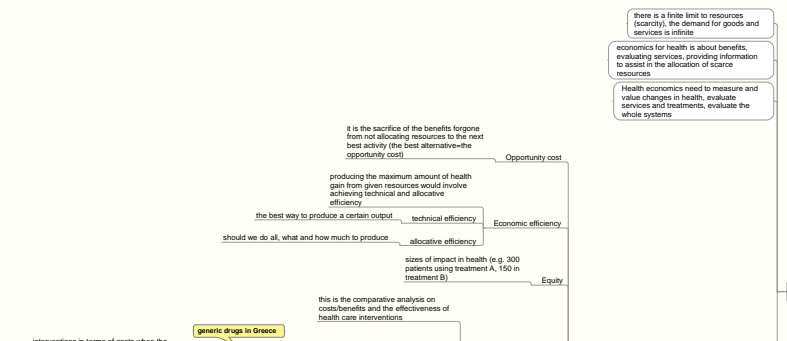 there is a finite limit to resources
(scarcity), the demand for goods and
services is infinite
economics for health is about benefits,
evaluating services, providing information
to assist in the allocation of scarce
resources
Health economics need to measure and
value changes in health, evaluate
services and treatments, evaluate the
whole systems
it is the sacrifice of the benefits forgone
from not allocating resources to the next
best activity (the best alternative=the
opportunity cost)
Opportunity cost
producing the maximum amount of health
gain from given resources would involve
achieving technical and allocative
efficiency
the best way to produce a certain output
technical efficiency
Economic efficiency
should we do all, what and how much to produce
allocative efficiency
sizes of impact in health (e.g. 300
patients using treatment A, 150 in
treatment B)
Equity
this is the comparative analysis on
costs/benefits and the effectiveness of
health care interventions
generic drugs in Greece
interventions in terms of costs when the